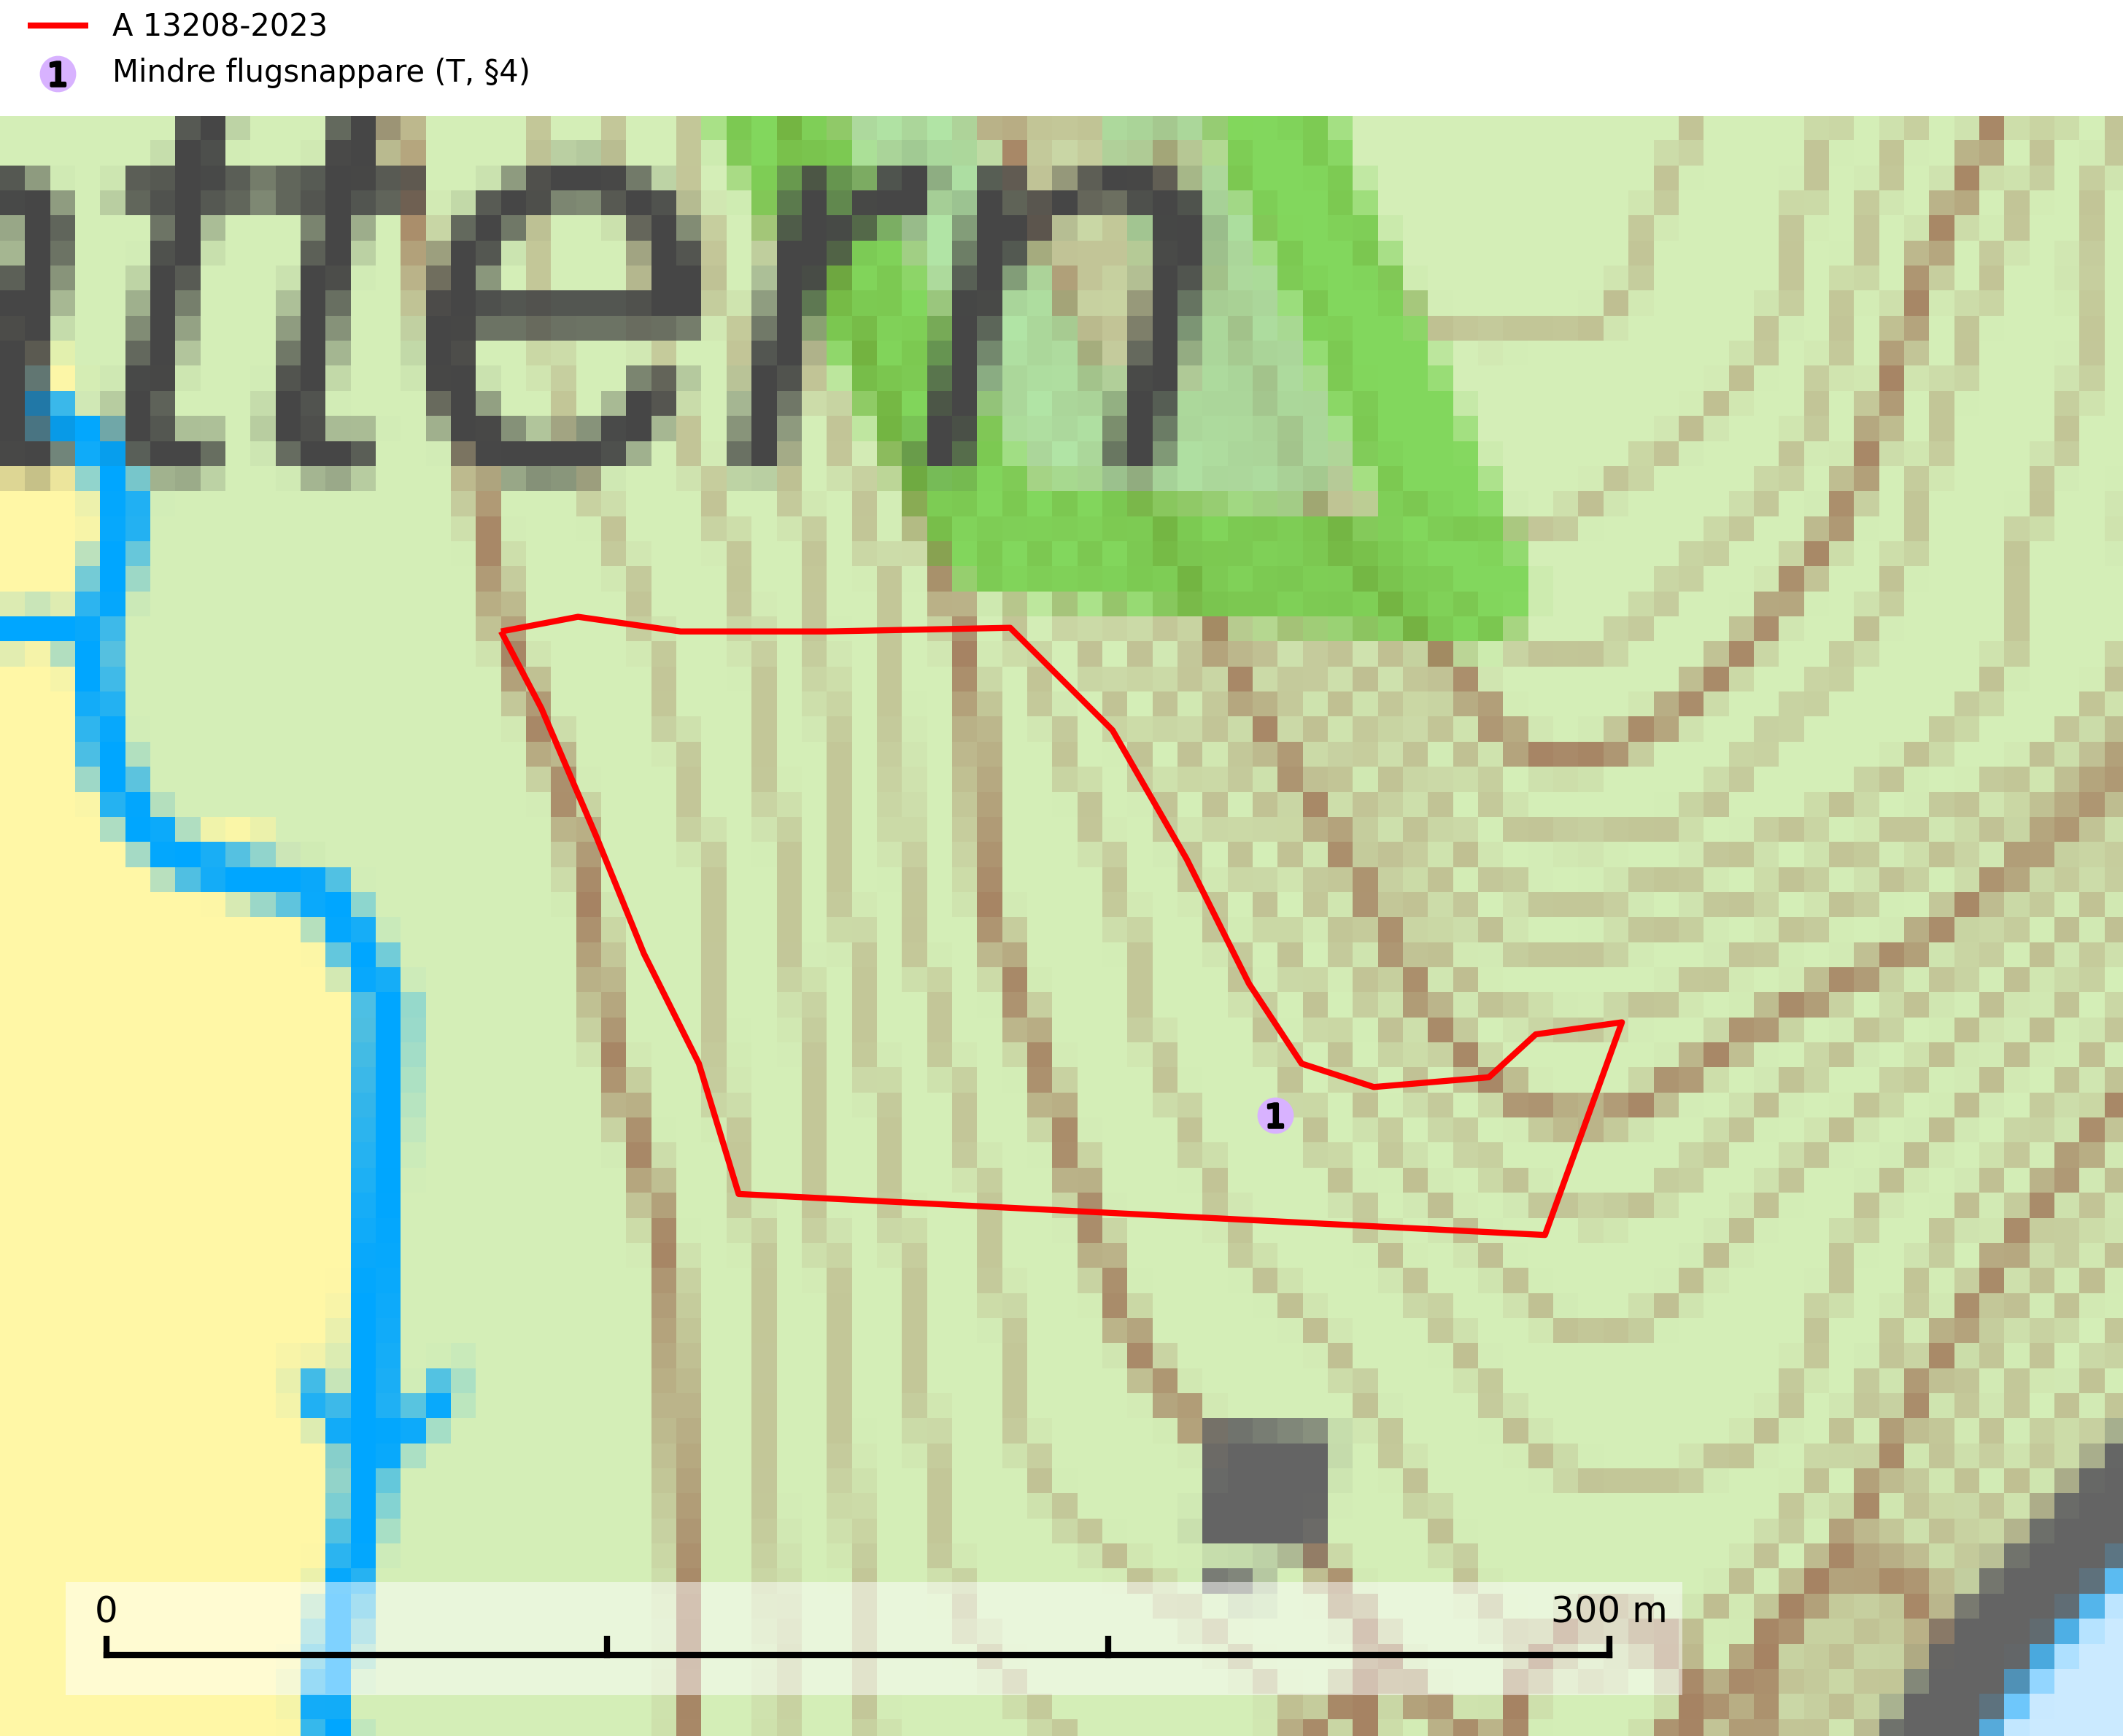 A 13208-2023
1 Mindre flugsnappare (T, §4)
1
0 300 m